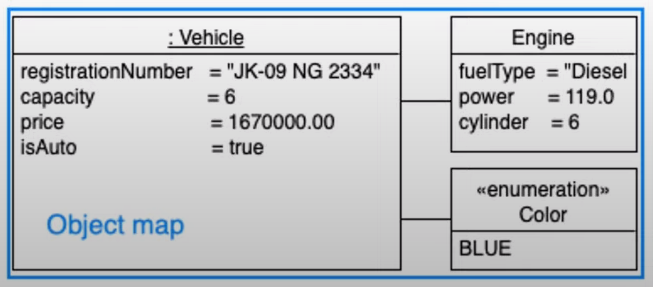 : Vehicle
registrationNumber = "JK-09 NG 2334"
capacity = 6
price = 1670000.00
isAuto = true
Object map
Engine
fuelType = "Diesel
power = 119.0
cylinder = 6
«enumeration»
Color
BLUE